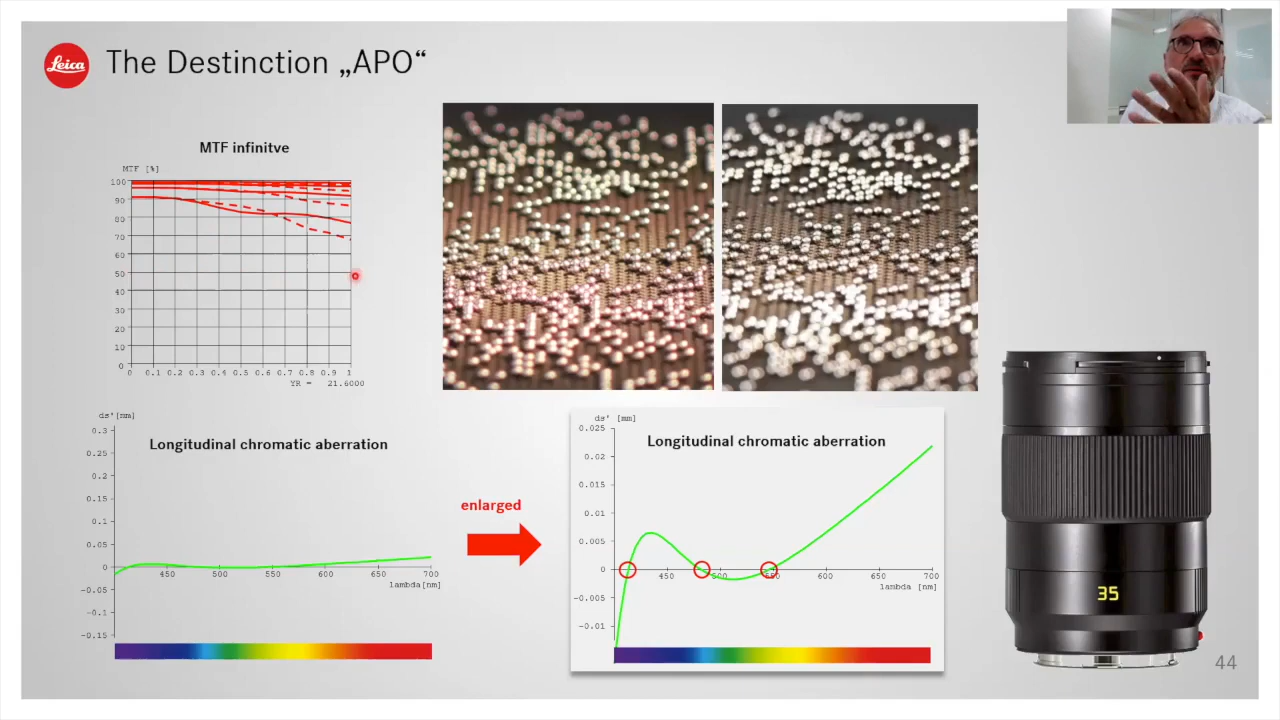 Leica
The Destinction „APO“
MTF infinitve
MTF [%]
100
90
80
70
60
50
40
30
20
10
0
0 0.1 0.2 0.3 0.4 0.5 0.6 0.7 0.8 0.9 1
YR = 21.6000
ds'[mm]
Longitudinal chromatic aberration
0.3
0.25
0.2
0.15
0.1
0.05
0
-0.05
-0.1
-0.15
450 500 550 600 650 700
lambda[nm]
enlarged
ds' [mm]
Longitudinal chromatic aberration
0.025
0.02
0.015
0.01
0.005
0
-0.005
-0.01
450 500 550 600 650 700
lambda [nm]
35
44